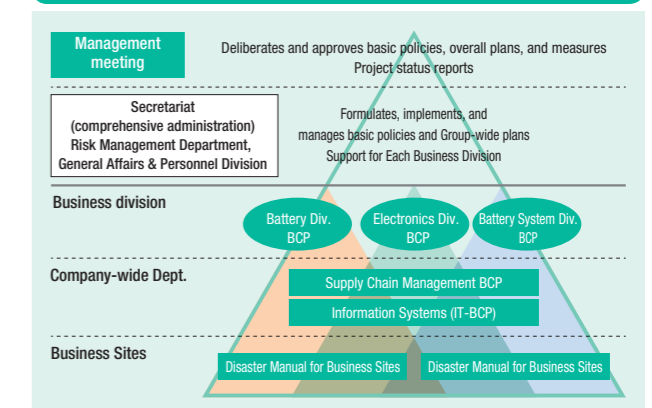 Management
meeting
Deliberates and approves basic policies, overall plans, and measures
Project status reports
Secretariat
(comprehensive administration)
Risk Management Department,
General Affairs & Personnel Division
Formulates, implements, and
manages basic policies and Group-wide plans
Support for Each Business Division
Business division
Battery Div.
BCP
Electronics Div.
BCP
Battery System Div.
BCP
Company-wide Dept.
Supply Chain Management BCP
Information Systems (IT-BCP)
Business Sites
Disaster Manual for Business Sites
Disaster Manual for Business Sites